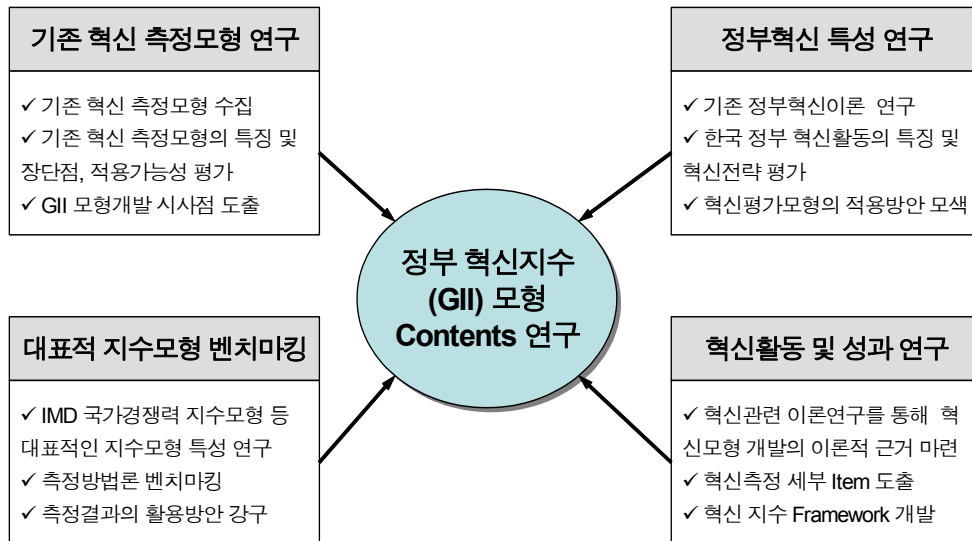 기존 혁신 측정모형 연구
✓ 기존 혁신 측정모형 수집
✓ 기존 혁신 측정모형의 특징 및
장단점, 적용가능성 평가
✓ GII 모형개발 시사점 도출
정부혁신 특성 연구
✓ 기존 정부혁신이론 연구
✓ 한국 정부 혁신활동의 특징 및
혁신전략 평가
✓ 혁신평가모형의 적용방안 모색
정부 혁신지수
(GII) 모형
Contents 연구
대표적 지수모형 벤치마킹
✓ IMD 국가경쟁력 지수모형 등
대표적인 지수모형 특성 연구
✓ 측정방법론 벤치마킹
✓ 측정결과의 활용방안 강구
혁신활동 및 성과 연구
✓ 혁신관련 이론연구를 통해 혁
신모형 개발의 이론적 근거 마련
✓ 혁신측정 세부 Item 도출
✓ 혁신 지수 Framework 개발